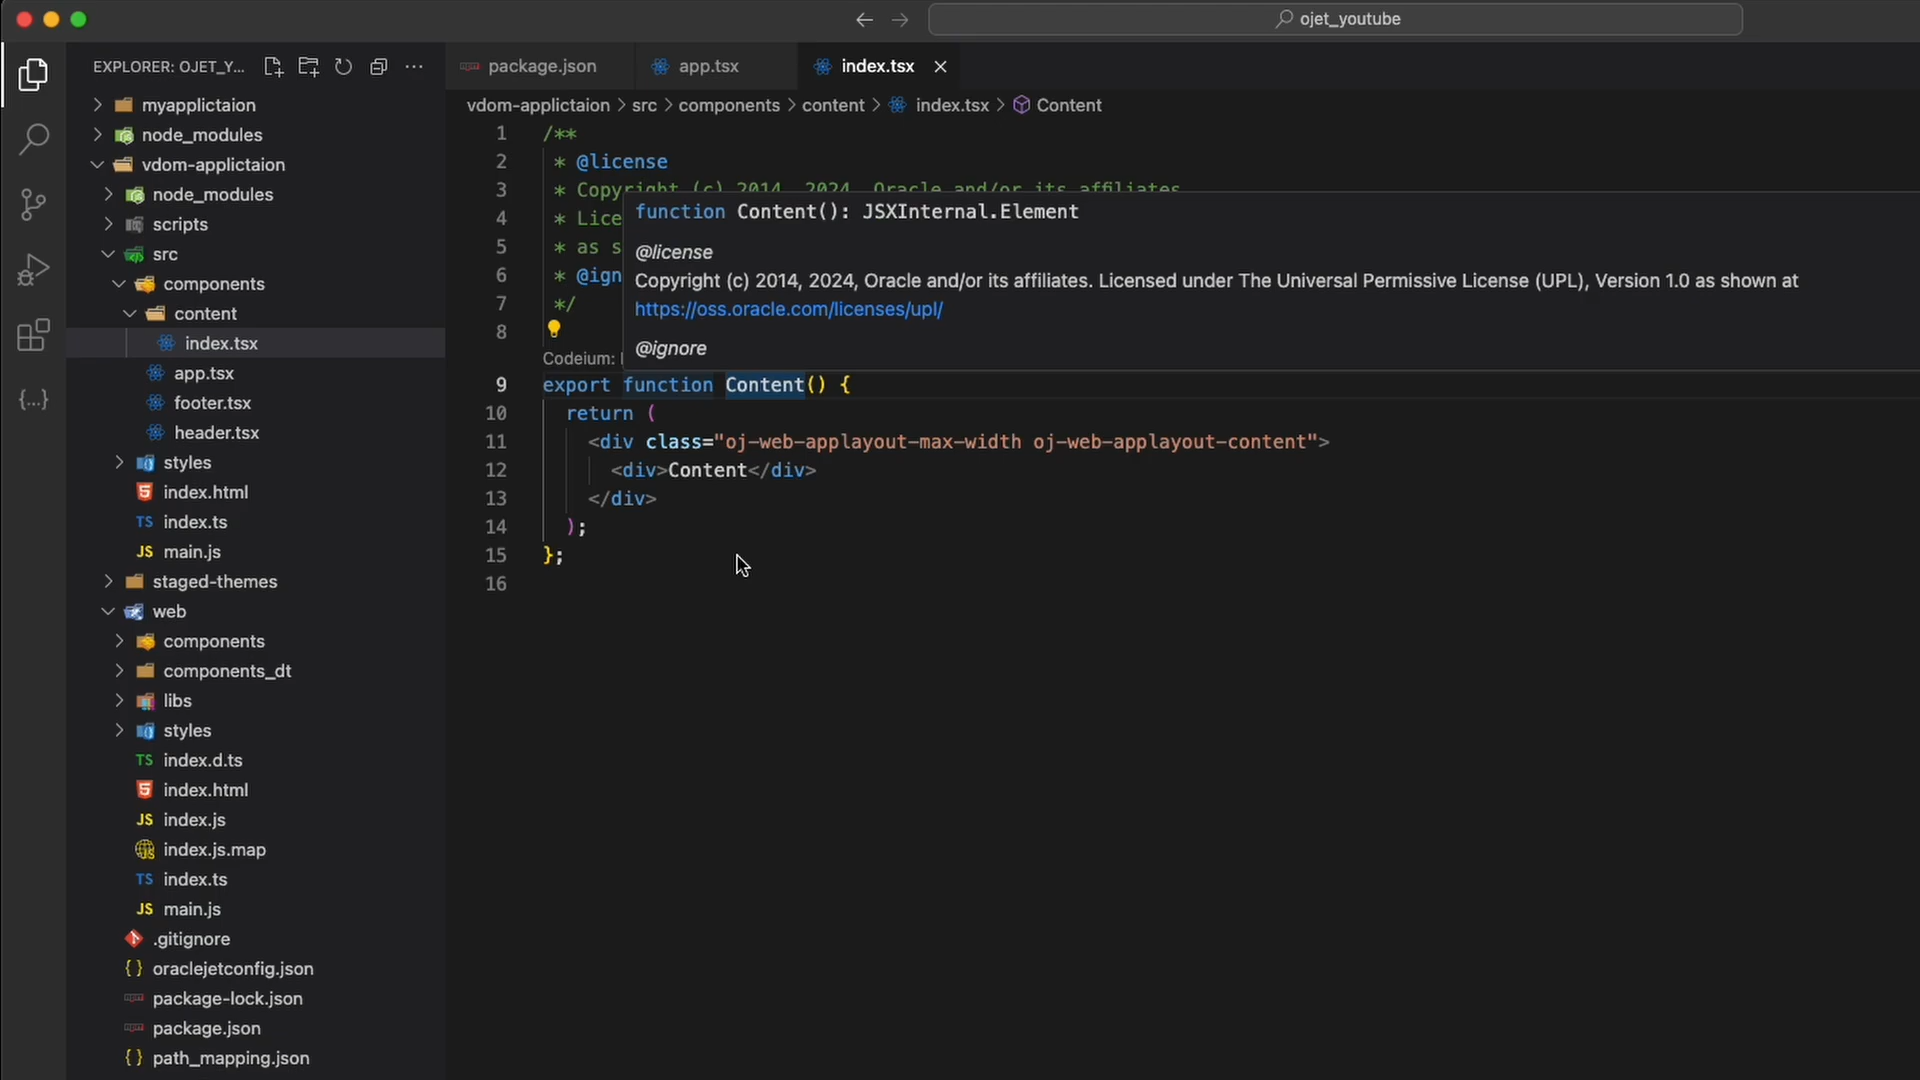 ojet_youtube
EXPLORER: OJET_Y...
package.json
app.tsx
index.tsx
vdom-applictaion > src > components > content > index.tsx > Content
myapplictaion
node_modules
vdom-applictaion
node_modules
scripts
src
components
content
index.tsx
app.tsx
footer.tsx
header.tsx
styles
index.html
TS index.ts
JS main.js
staged-themes
web
components
components_dt
libs
styles
TS index.d.ts
index.html
JS index.js
index.js.map
TS index.ts
JS main.js
.gitignore
{} oraclejetconfig.json
package-lock.json
package.json
{} path_mapping.json
1 /**
2 * @license
3 * Copyright (c) 2014, 2024, Oracle and/or its affiliates
4 * Lice
5 * as s
6 * @ign
7 */
8
function Content(): JSXInternal.Element
@license
Copyright (c) 2014, 2024, Oracle and/or its affiliates. Licensed under The Universal Permissive License (UPL), Version 1.0 as shown at
https://oss.oracle.com/licenses/upl/
@ignore
Codeium:
9 export function Content() {
10 return (
11 <div class="oj-web-applayout-max-width oj-web-applayout-content">
12 <div>Content</div>
13 </div>
14 );
15 };
16